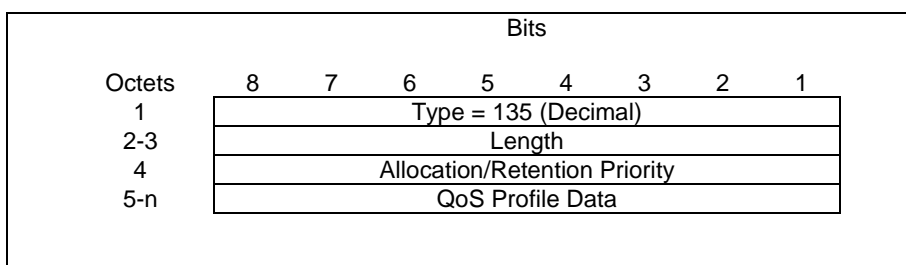 Bits
Octets 8 7 6 5 4 3 2 1
1 Type = 135 (Decimal)
2-3 Length
4 Allocation/Retention Priority
5-n QoS Profile Data